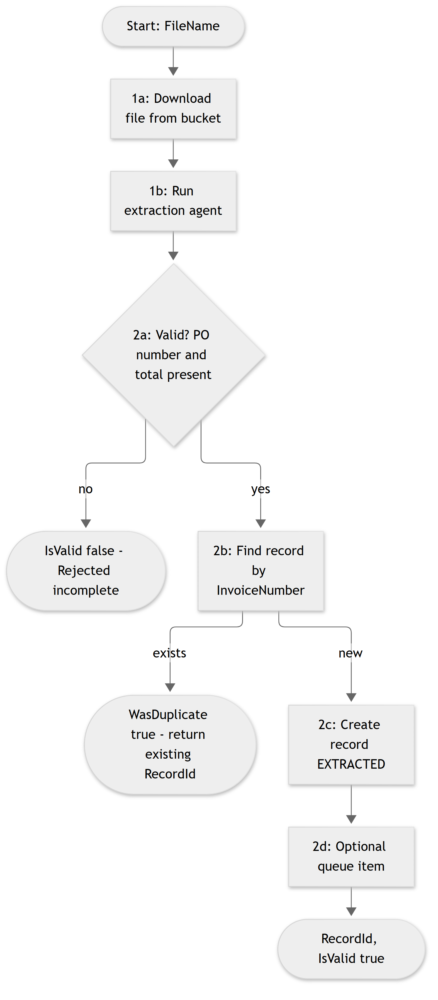 Start: FileName
1a: Download
file from bucket
1b: Run
extraction agent
2a: Valid? PO
number and
total present
no
yes
IsValid false -
Rejected
incomplete
2b: Find record
by
InvoiceNumber
exists
new
WasDuplicate
true - return
existing
RecordId
2c: Create
record
EXTRACTED
2d: Optional
queue item
RecordId,
IsValid true